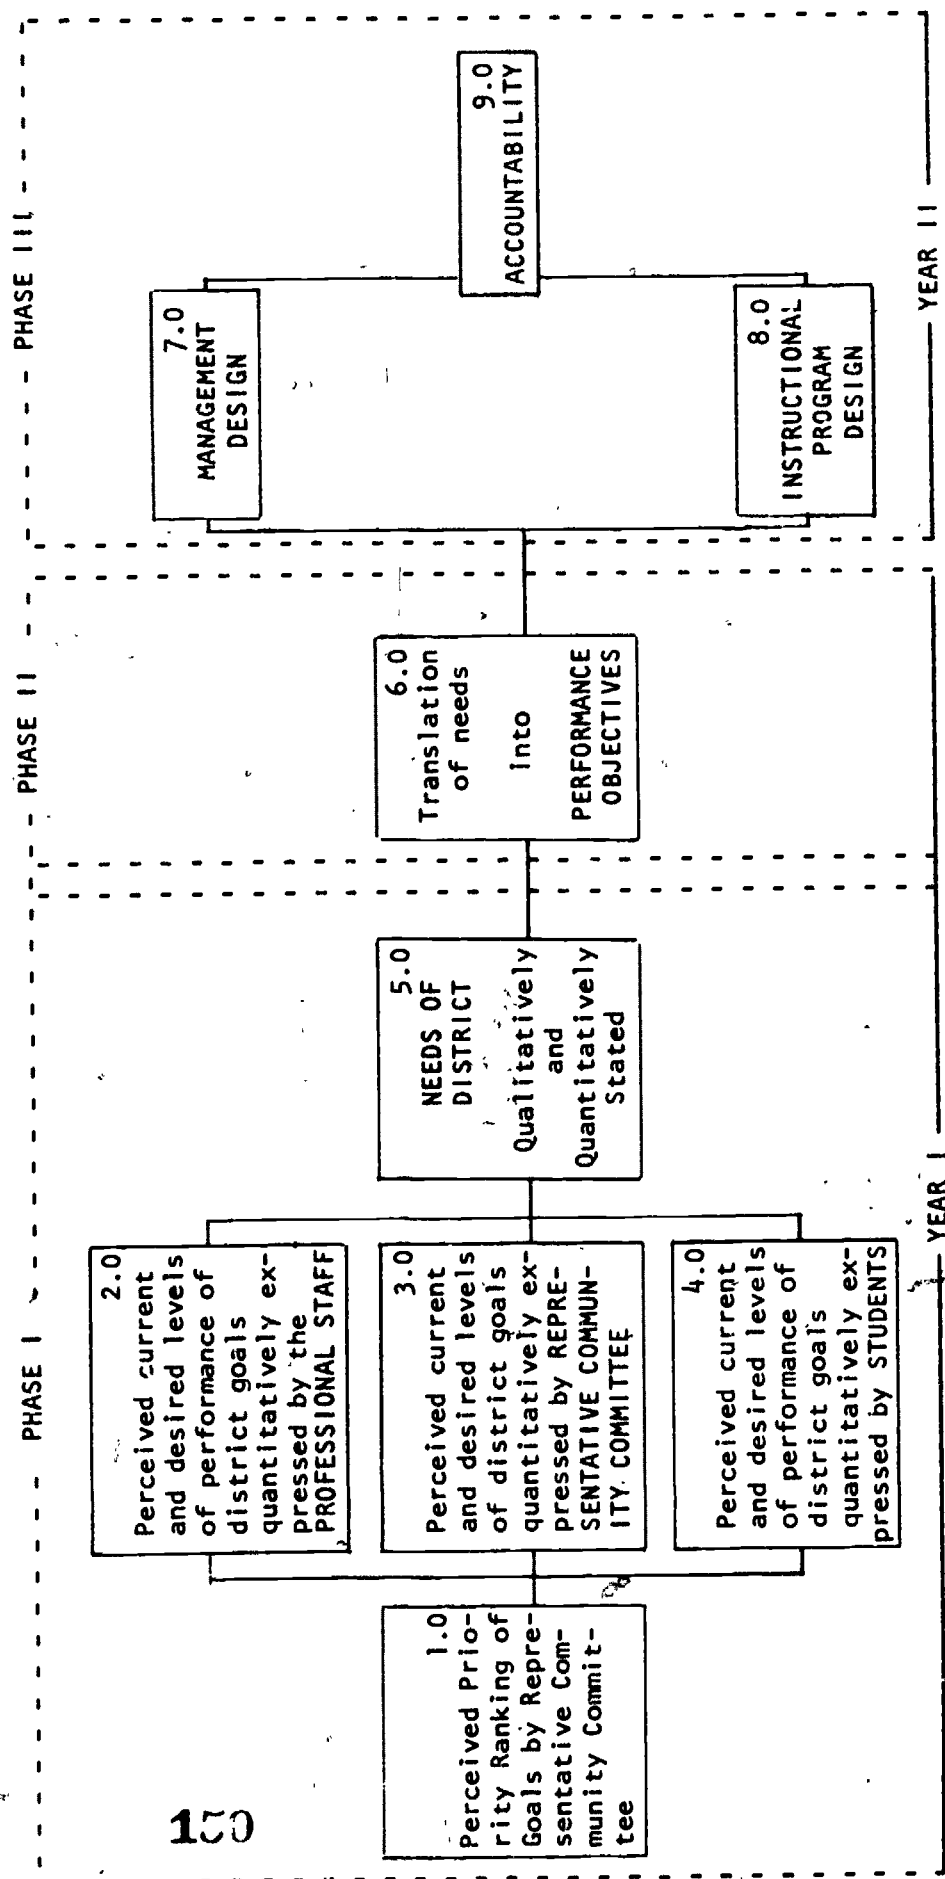 PHASE I
PHASE II
PHASE III
1.0
Perceived Prio-
rity Ranking of
Goals by Repre-
sentative Com-
munity Commit-
tee
2.0
Perceived current
and desired levels
of performance of
district goals
quantitatively ex-
pressed by the
PROFESSIONAL STAFF
3.0
Perceived current
and desired levels
of district goals
quantitatively ex-
pressed by REPRE-
SENTATIVE COMMUN-
ITY COMMITTEE
4.0
Perceived current
and desired levels
of performance of
district goals
quantitatively ex-
pressed by STUDENTS
5.0
NEEDS OF
DISTRICT
Qualitatively
and
Quantitatively
Stated
6.0
Translation
of needs
Into
PERFORMANCE
OBJECTIVES
7.0
MANAGEMENT
DESIGN
8.0
INSTRUCTIONAL
PROGRAM
DESIGN
9.0
ACCOUNTABILITY
YEAR I
YEAR II